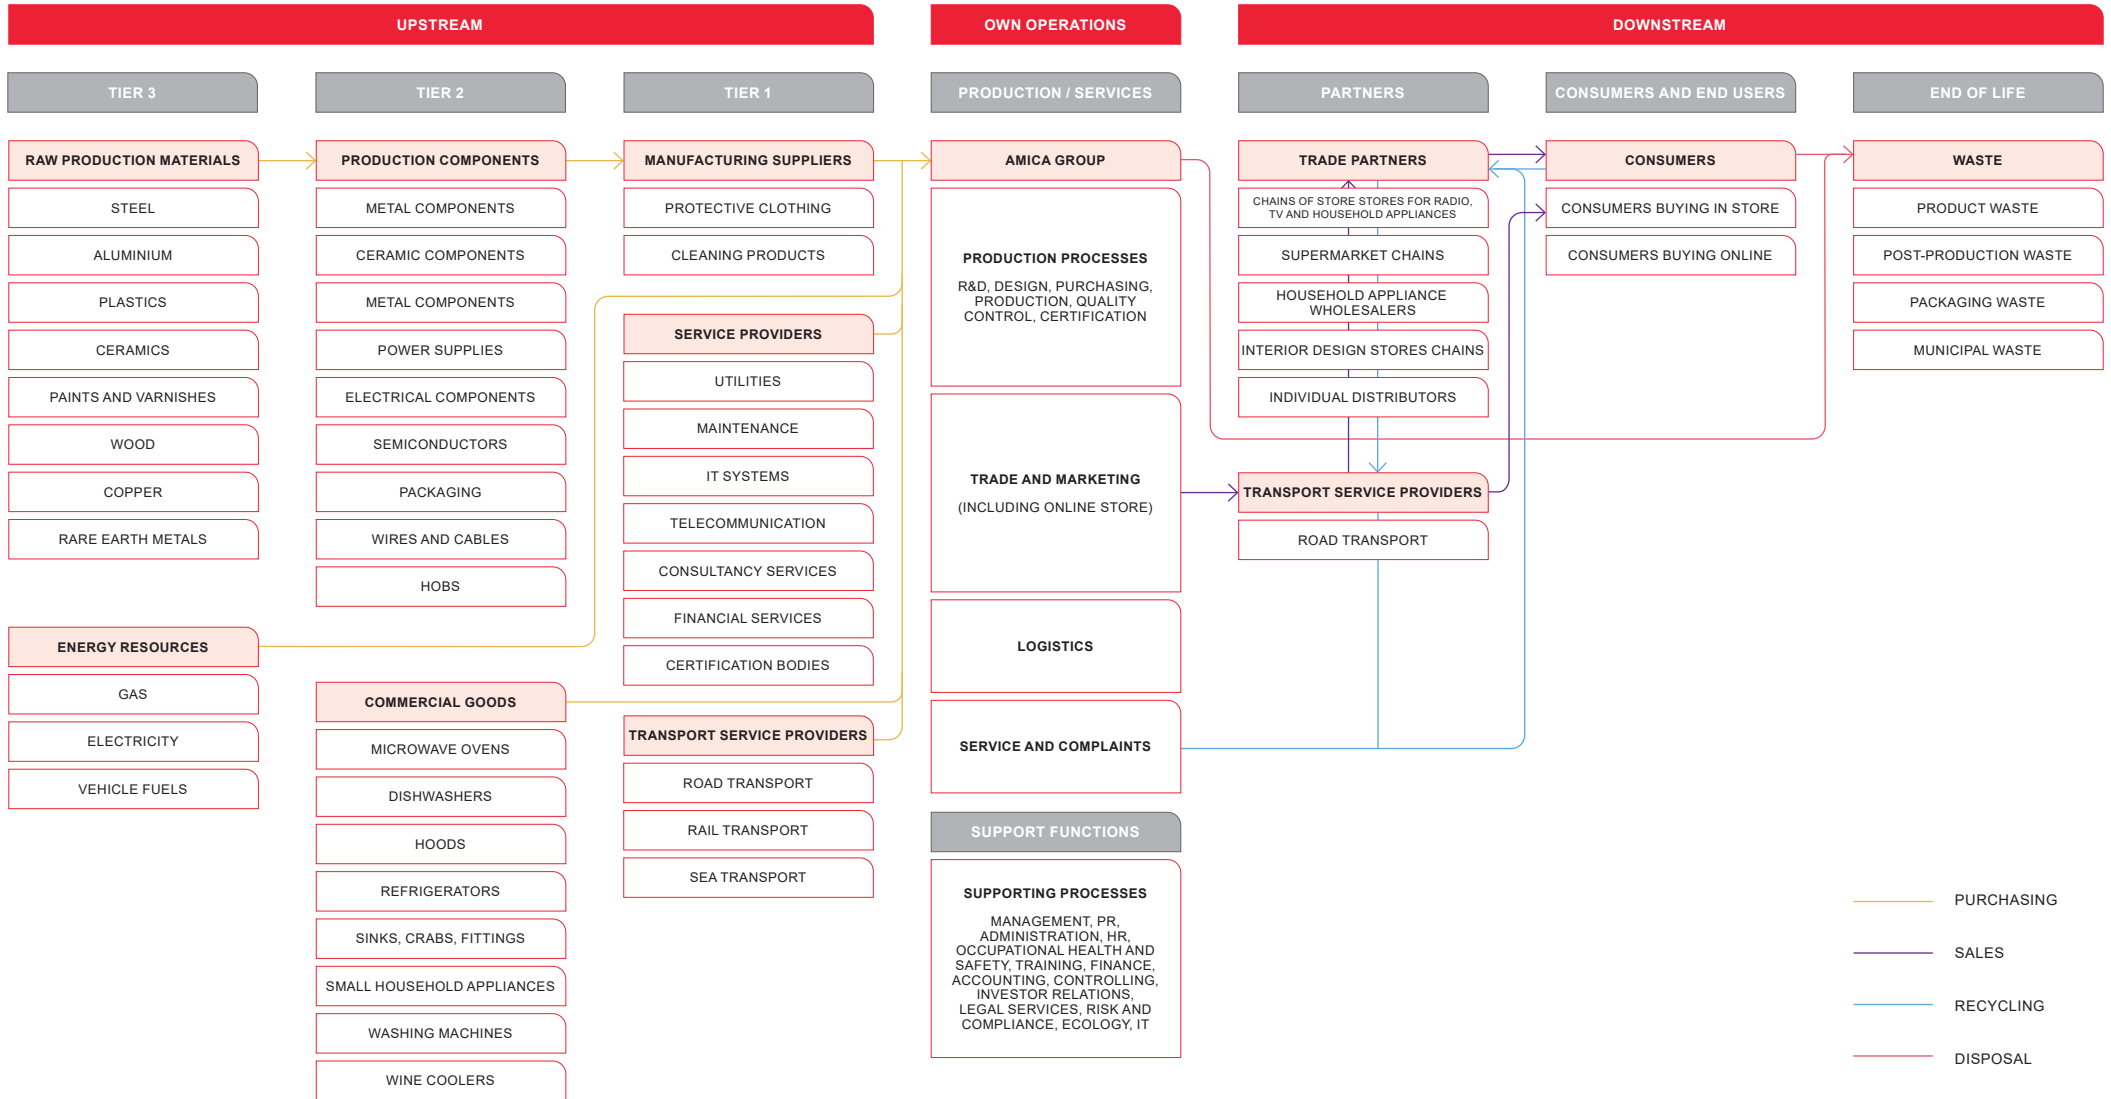 UPSTREAM
OWN OPERATIONS
DOWNSTREAM
TIER 3
TIER 2
TIER 1
PRODUCTION / SERVICES
PARTNERS
CONSUMERS AND END USERS
END OF LIFE
RAW PRODUCTION MATERIALS
STEEL
ALUMINIUM
PLASTICS
CERAMICS
PAINTS AND VARNISHES
WOOD
COPPER
RARE EARTH METALS
ENERGY RESOURCES
GAS
ELECTRICITY
VEHICLE FUELS
PRODUCTION COMPONENTS
METAL COMPONENTS
CERAMIC COMPONENTS
METAL COMPONENTS
POWER SUPPLIES
ELECTRICAL COMPONENTS
SEMICONDUCTORS
PACKAGING
WIRES AND CABLES
HOBS
COMMERCIAL GOODS
MICROWAVE OVENS
DISHWASHERS
HOODS
REFRIGERATORS
SINKS, CRABS, FITTINGS
SMALL HOUSEHOLD APPLIANCES
WASHING MACHINES
WINE COOLERS
MANUFACTURING SUPPLIERS
PROTECTIVE CLOTHING
CLEANING PRODUCTS
SERVICE PROVIDERS
UTILITIES
MAINTENANCE
IT SYSTEMS
TELECOMMUNICATION
CONSULTANCY SERVICES
FINANCIAL SERVICES
CERTIFICATION BODIES
TRANSPORT SERVICE PROVIDERS
ROAD TRANSPORT
RAIL TRANSPORT
SEA TRANSPORT
AMICA GROUP
PRODUCTION PROCESSES
R&D, DESIGN, PURCHASING,
PRODUCTION, QUALITY
CONTROL, CERTIFICATION
TRADE AND MARKETING
(INCLUDING ONLINE STORE)
LOGISTICS
SERVICE AND COMPLAINTS
SUPPORT FUNCTIONS
SUPPORTING PROCESSES
MANAGEMENT, PR,
ADMINISTRATION, HR,
OCCUPATIONAL HEALTH AND
SAFETY, TRAINING, FINANCE,
ACCOUNTING, CONTROLLING,
INVESTOR RELATIONS,
LEGAL SERVICES, RISK AND
COMPLIANCE, ECOLOGY, IT
TRADE PARTNERS
CHAINS OF STORE STORES FOR RADIO,
TV AND HOUSEHOLD APPLIANCES
SUPERMARKET CHAINS
HOUSEHOLD APPLIANCE
WHOLESALERS
INTERIOR DESIGN STORES CHAINS
INDIVIDUAL DISTRIBUTORS
TRANSPORT SERVICE PROVIDERS
ROAD TRANSPORT
CONSUMERS
CONSUMERS BUYING IN STORE
CONSUMERS BUYING ONLINE
WASTE
PRODUCT WASTE
POST-PRODUCTION WASTE
PACKAGING WASTE
MUNICIPAL WASTE
PURCHASING
SALES
RECYCLING
DISPOSAL